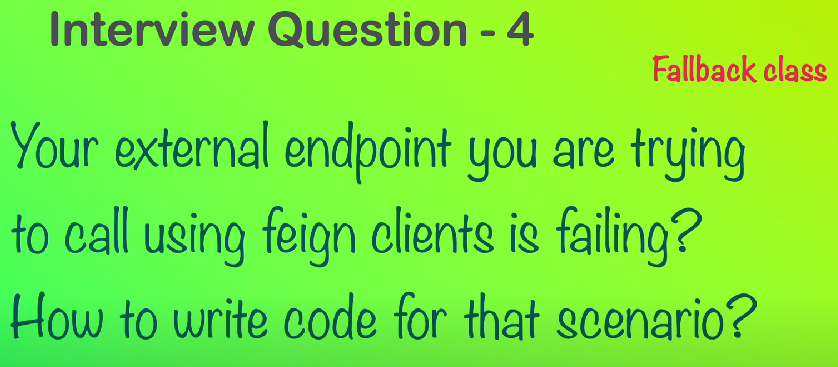 Interview Question - 4
Fallback class
Your external endpoint you are trying
to call using feign clients is failing?
How to write code for that scenario?